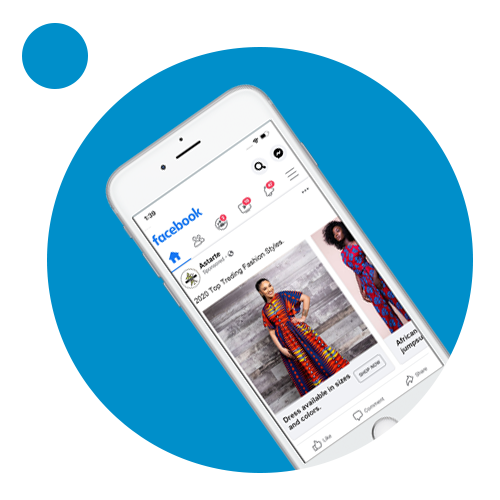 1:39
facebook
Astarte
Sponsored
2020 Top Treding Fashion Styles.
Dress available in sizes
and colors.
SHOP NOW
African
jumpsu
Like
Comment
Share